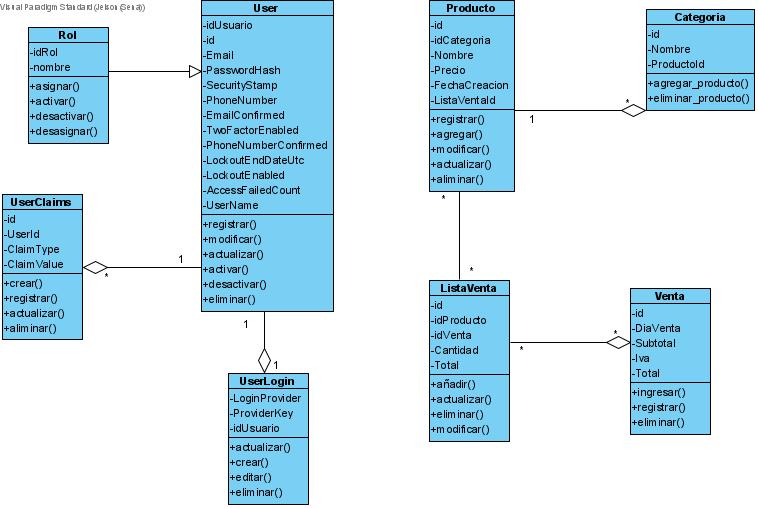 Visual Paradigm Standard(Jeison(Sena))
Rol
-idRol
-nombre
+asignar()
+activar()
+desactivar()
+desasignar()
User
-idUsuario
-id
-Email
-PasswordHash
-SecurityStamp
-PhoneNumber
-EmailConfirmed
-TwoFactorEnabled
-PhoneNumberConfirmed
-LockoutEndDateUtc
-LockoutEnabled
-AccessFailedCount
-UserName
+registrar()
+modificar()
+actualizar()
+activar()
+desactivar()
+eliminar()
UserClaims
-id
-UserId
-ClaimType
-ClaimValue
+crear()
+registrar()
+actualizar()
+aliminar()
*
1
1
1
UserLogin
-LoginProvider
-ProviderKey
-idUsuario
+actualizar()
+crear()
+editar()
+eliminar()
Producto
-id
-idCategoria
-Nombre
-Precio
-FechaCreacion
-ListaVentaId
+registrar()
+agregar()
+modificar()
+actualizar()
+aliminar()
1
*
Categoria
-id
-Nombre
-ProductoId
+agregar_producto()
+eliminar_producto()
*
*
ListaVenta
-id
-idProducto
-idVenta
-Cantidad
-Total
+añadir()
+actualizar()
+eliminar()
+modificar()
*
*
Venta
-id
-DiaVenta
-Subtotal
-Iva
-Total
+ingresar()
+registrar()
+eliminar()